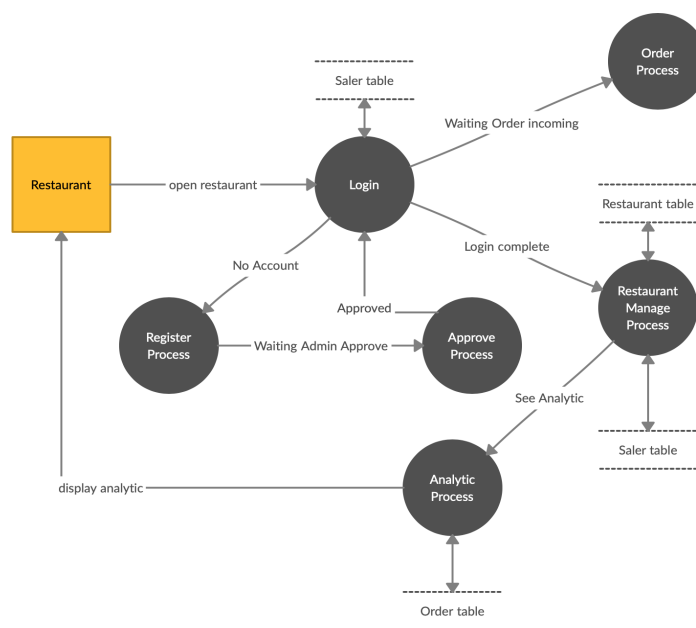 Order
Process
Saler table
Waiting Order incoming
Restaurant
open restaurant
Login
Restaurant table
Login complete
No Account
Restaurant
Manage
Process
Approved
Register
Process
Waiting Admin Approve
Approve
Process
See Analytic
Saler table
Analytic
Process
display analytic
Order table